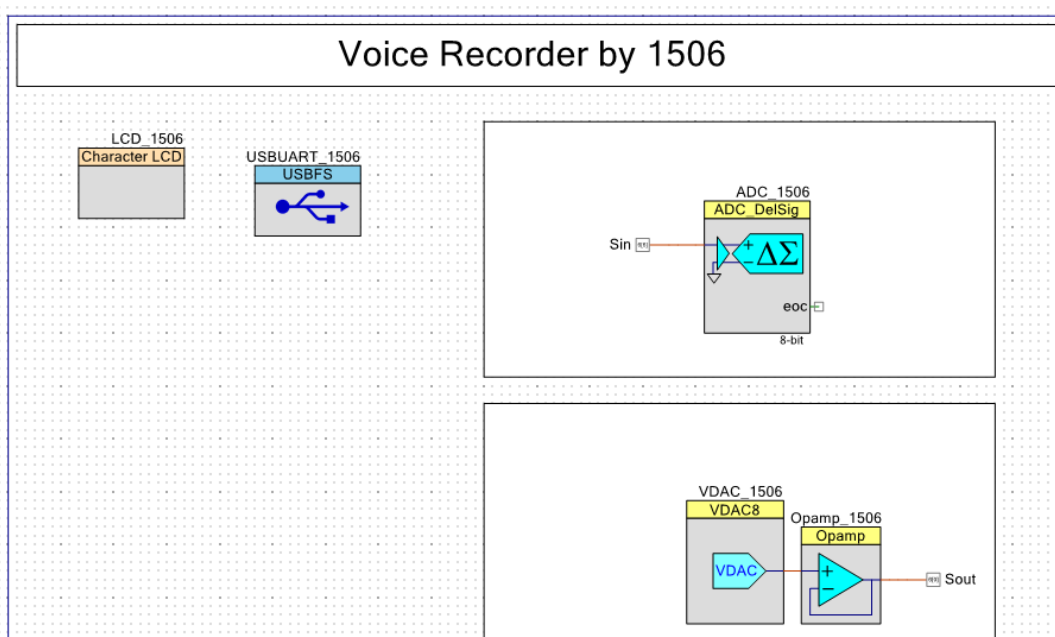 Voice Recorder by 1506
LCD_1506
Character LCD
USBUART_1506
USBFS
ADC_1506
ADC_DelSig
Sin
+
ΔΣ
−
eoc
8-bit
VDAC_1506
VDAC8
VDAC
Opamp_1506
Opamp
+
−
Sout